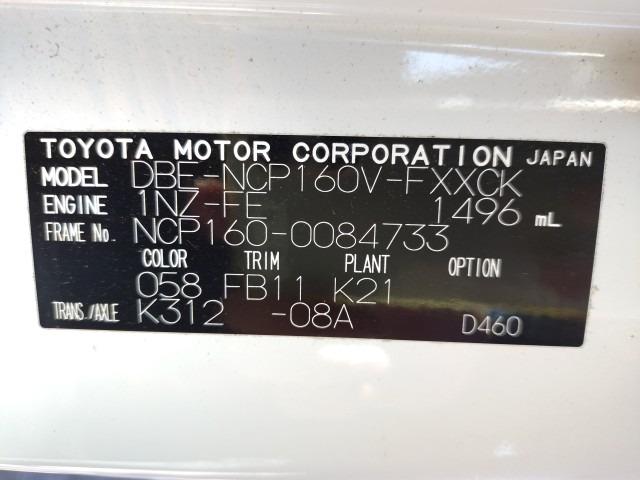 TOYOTA MOTOR CORPORATION JAPAN
MODEL DBE-NCP160V-FXXCK
ENGINE 1NZ-FE 1496 mL
FRAME No. NCP160-0084733
COLOR TRIM PLANT OPTION
058 FB11 K21
TRANS./AXLE K312 -08A D460